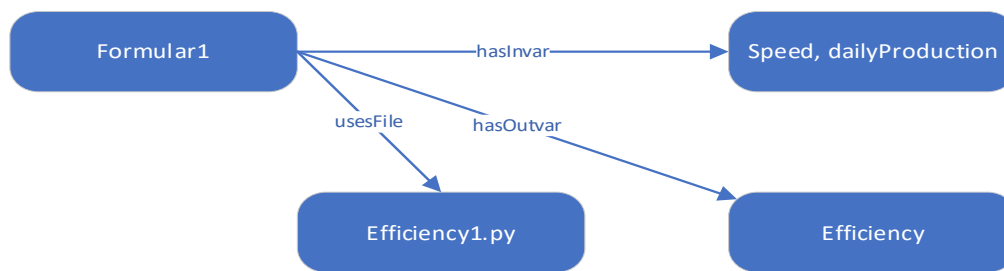 Formular1
hasInvar
Speed, dailyProduction
usesFile
hasOutvar
Efficiency1.py
Efficiency